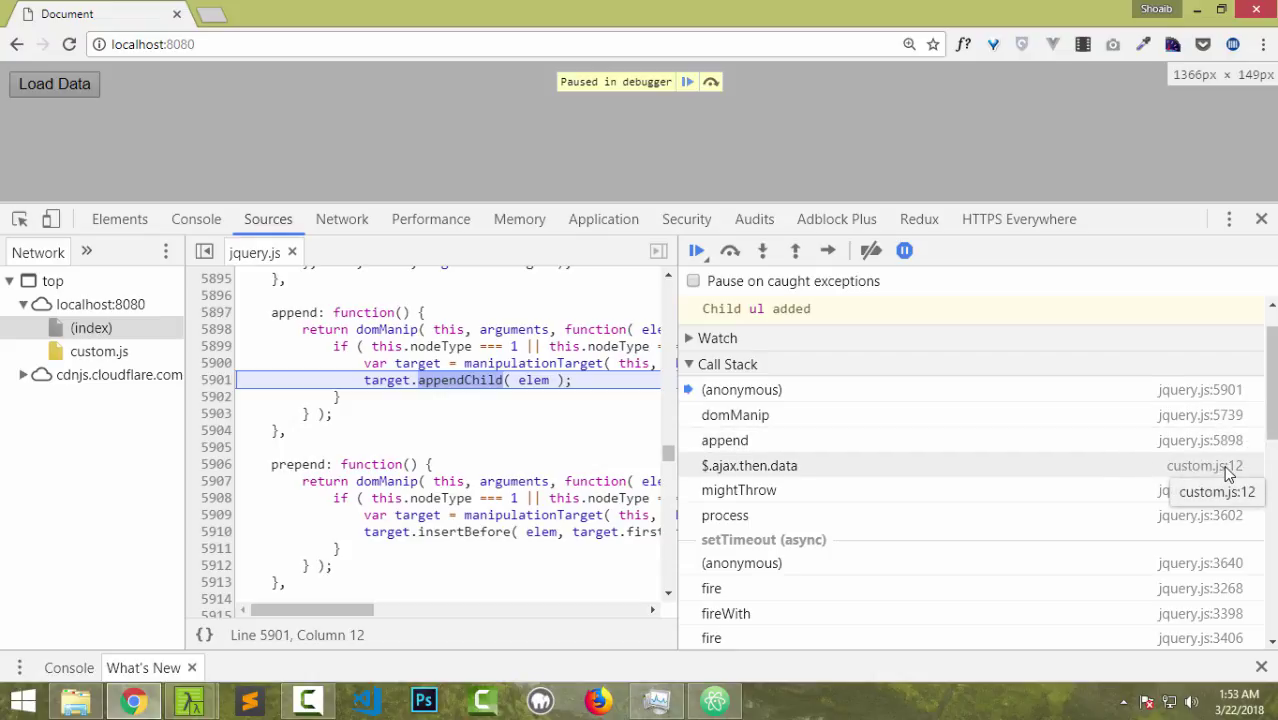 Document
Shoaib
localhost:8080
f?
Load Data
Paused in debugger
1366px × 149px
Elements Console Sources Network Performance Memory Application Security Audits Adblock Plus Redux HTTPS Everywhere
Network »
top
localhost:8080
(index)
custom.js
cdnjs.cloudflare.com
jquery.js
5895
5896 },
5897 append: function() {
5898 return domManip( this, arguments, function( ele
5899 if ( this.nodeType === 1 || this.nodeType =
5900 var target = manipulationTarget( this,
5901 target.appendChild( elem );
5902 }
5903 } );
5904 },
5905
5906 prepend: function() {
5907 return domManip( this, arguments, function( ele
5908 if ( this.nodeType === 1 || this.nodeType =
5909 var target = manipulationTarget( this,
5910 target.insertBefore( elem, target.first
5911 }
5912 } );
5913 },
5914
5915
{} Line 5901, Column 12
Pause on caught exceptions
Child ul added
Watch
Call Stack
(anonymous) jquery.js:5901
domManip jquery.js:5739
append jquery.js:5898
$.ajax.then.data custom.js:12
mightThrow jq
custom.js:12
process jquery.js:3602
setTimeout (async)
(anonymous) jquery.js:3640
fire jquery.js:3268
fireWith jquery.js:3398
fire jquery.js:3406
Console What's New
Ps
1:53 AM
3/22/2018